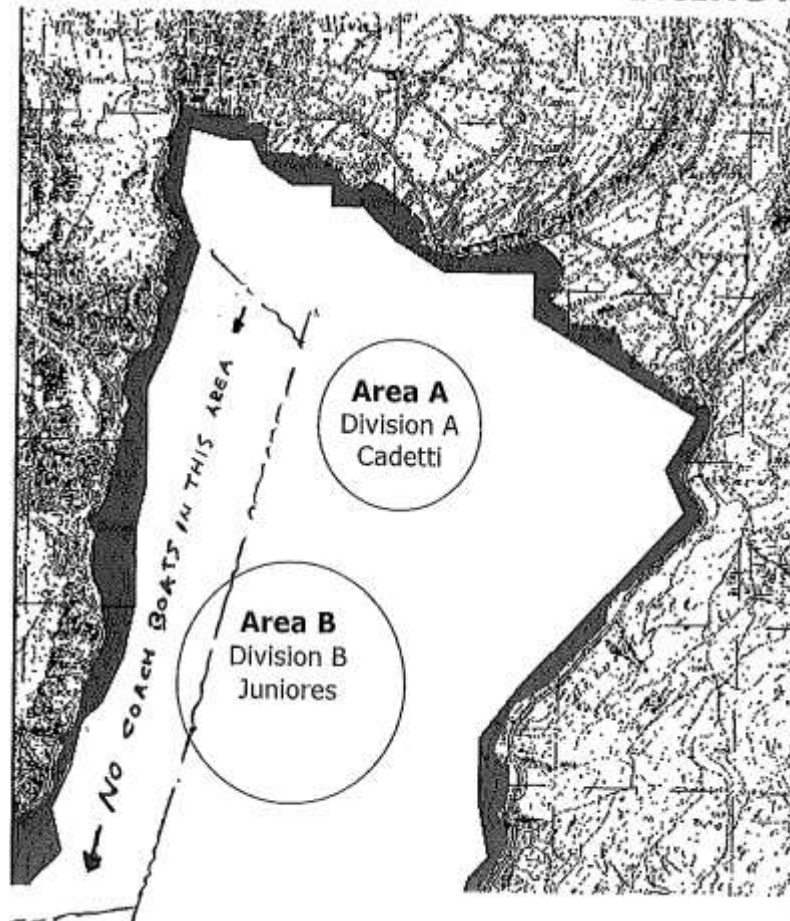 Area A
Division A
Cadetti
NO COACH BOATS IN THIS AREA
Area B
Division B
Juniores